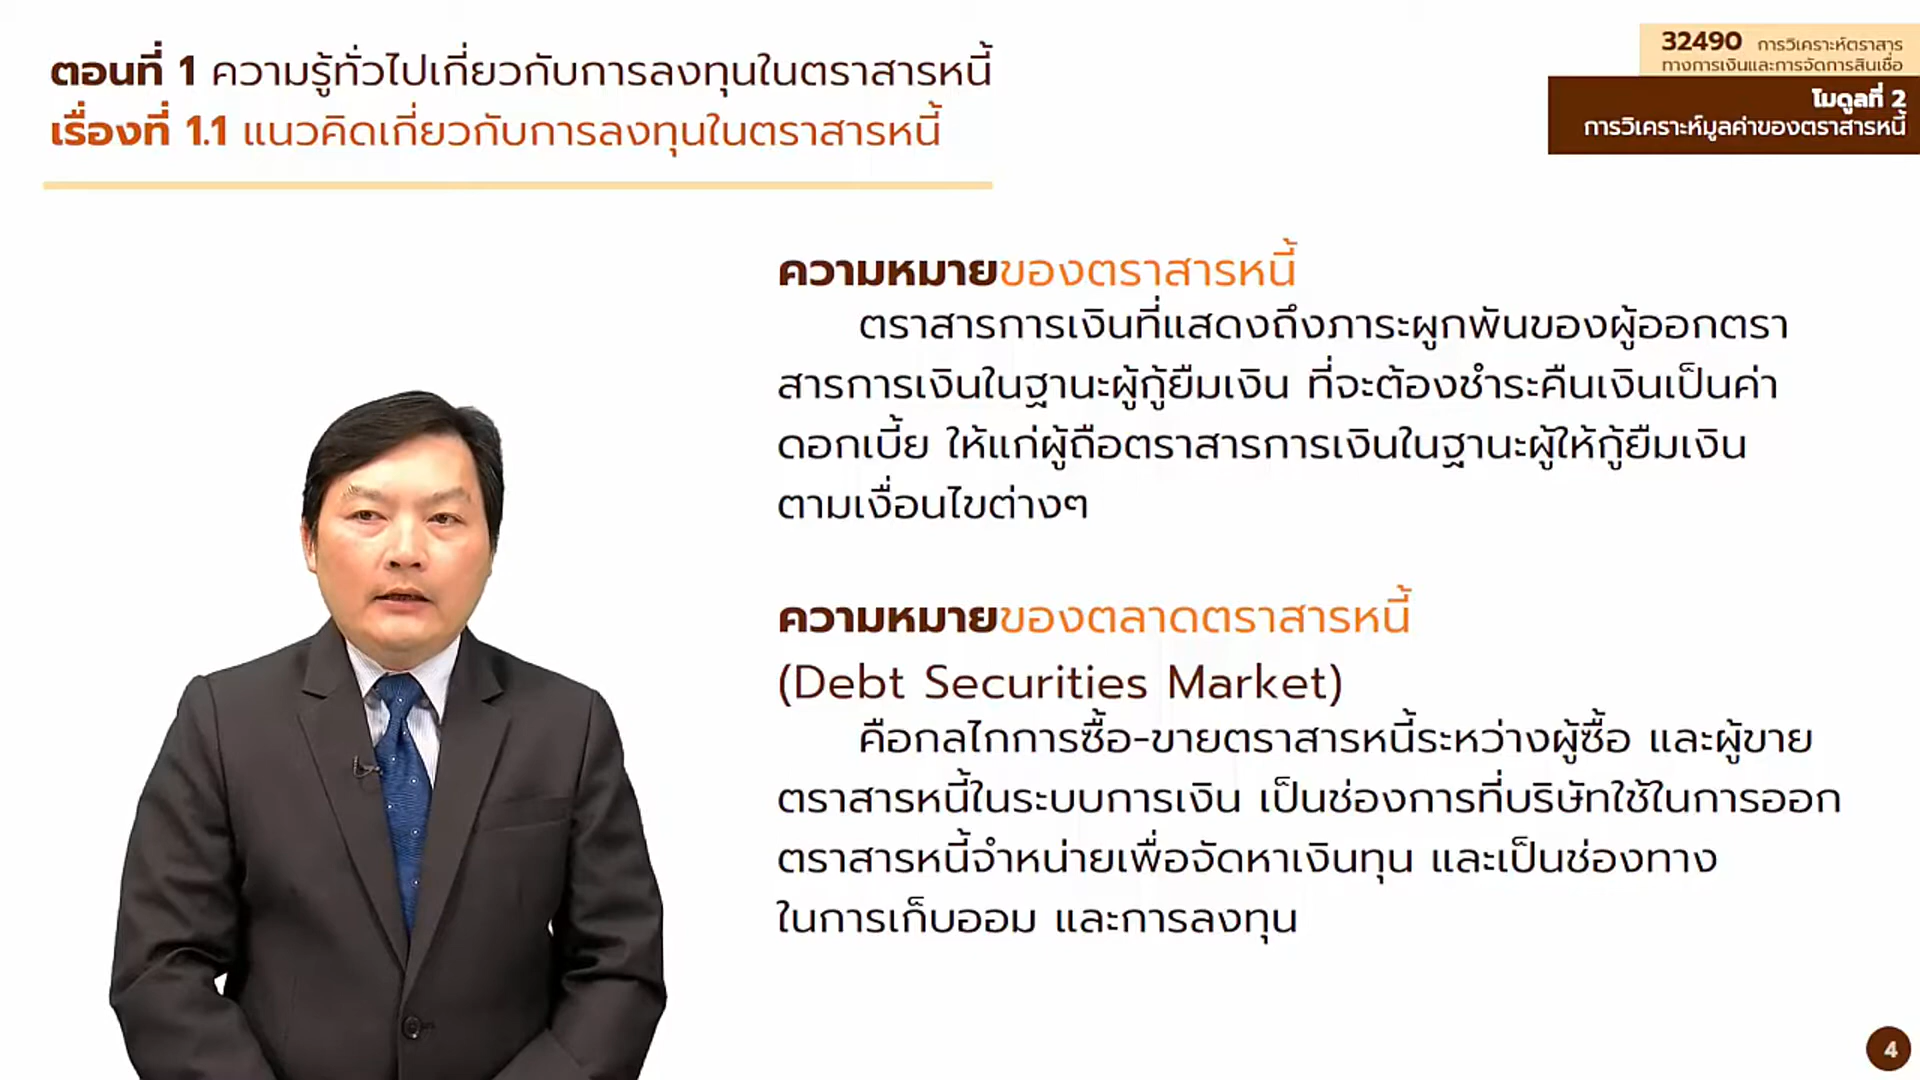 ตอนที่ 1 ความรู้ทั่วไปเกี่ยวกับการลงทุนในตราสารหนี้
เรื่องที่ 1.1 แนวคิดเกี่ยวกับการลงทุนในตราสารหนี้
32490 การวิเคราะห์ตราสาร
ทางการเงินและการจัดการสินเชื่อ
โมดูลที่ 2
การวิเคราะห์มูลค่าของตราสารหนี้
ความหมายของตราสารหนี้
ตราสารการเงินที่แสดงถึงภาระผูกพันของผู้ออกตรา
สารการเงินในฐานะผู้กู้ยืมเงิน ที่จะต้องชำระคืนเงินเป็นค่า
ดอกเบี้ย ให้แก่ผู้ถือตราสารการเงินในฐานะผู้ให้กู้ยืมเงิน
ตามเงื่อนไขต่างๆ
ความหมายของตลาดตราสารหนี้
(Debt Securities Market)
คือกลไกการซื้อ-ขายตราสารหนี้ระหว่างผู้ซื้อ และผู้ขาย
ตราสารหนี้ในระบบการเงิน เป็นช่องการที่บริษัทใช้ในการออก
ตราสารหนี้จำหน่ายเพื่อจัดหาเงินทุน และเป็นช่องทาง
ในการเก็บออม และการลงทุน
4